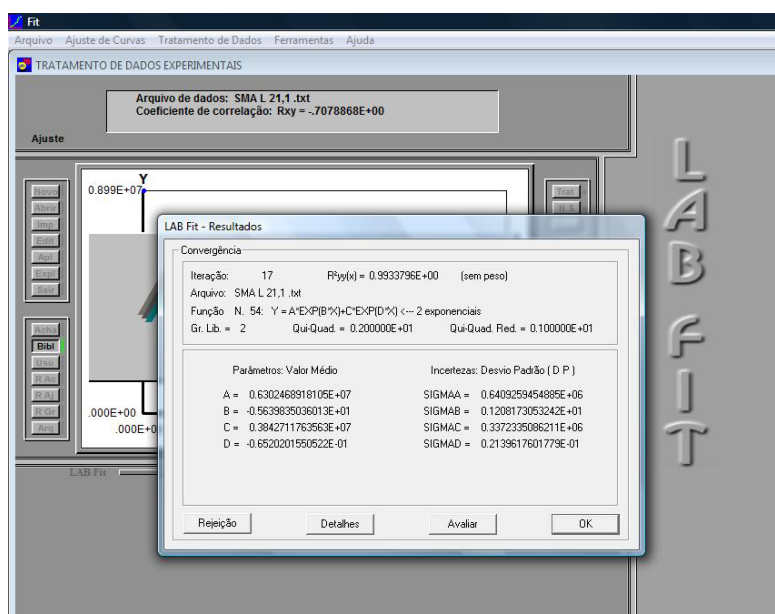 Fit
Arquivo Ajuste de Curvas Tratamento de Dados Ferramentas Ajuda
TRATAMENTO DE DADOS EXPERIMENTAIS
Arquivo de dados: SMA L 21,1 .txt
Coeficiente de correlação: Rxy = -.7078868E+00
Ajuste
Novo
Abrir
Imp
Edit
Apl
Expl
Sair
Acha
Bibl
Usu
R Ac
R Aj
R Gr
Arq
Y
0.899E+07
.000E+00
.000E+0
Trat
N S
LAB Fit - Resultados
Convergência
Iteração: 17 R²yy(x) = 0.9933796E+00 (sem peso)
Arquivo: SMA L 21,1 .txt
Função N. 54: Y = A*EXP(B*X)+C*EXP(D*X) <--- 2 exponenciais
Gr. Lib. = 2 Qui-Quad. = 0.200000E+01 Qui-Quad. Red. = 0.100000E+01
Parâmetros: Valor Médio Incertezas: Desvio Padrão ( D P )
A = 0.6302468918105E+07 SIGMAA = 0.6409259454885E+06
B = -0.5639835036013E+01 SIGMAB = 0.1208173053242E+01
C = 0.3842711763563E+07 SIGMAC = 0.3372335086211E+06
D = -0.6520201550522E-01 SIGMAD = 0.2139617601779E-01
Rejeição Detalhes Avaliar OK
LAB Fit
LAB FIT